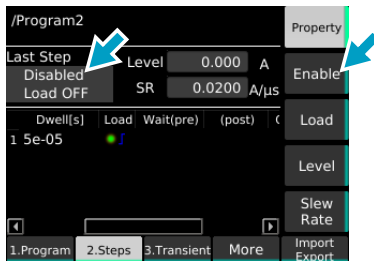 /Program2
Property
Last Step
Disabled
Load OFF
Level 0.000 A
SR 0.0200 A/µs
Enable
Dwell[s] Load Wait(pre) (post)
1 5e-05
Load
Level
Slew
Rate
1.Program 2.Steps 3.Transient More
Import
Export